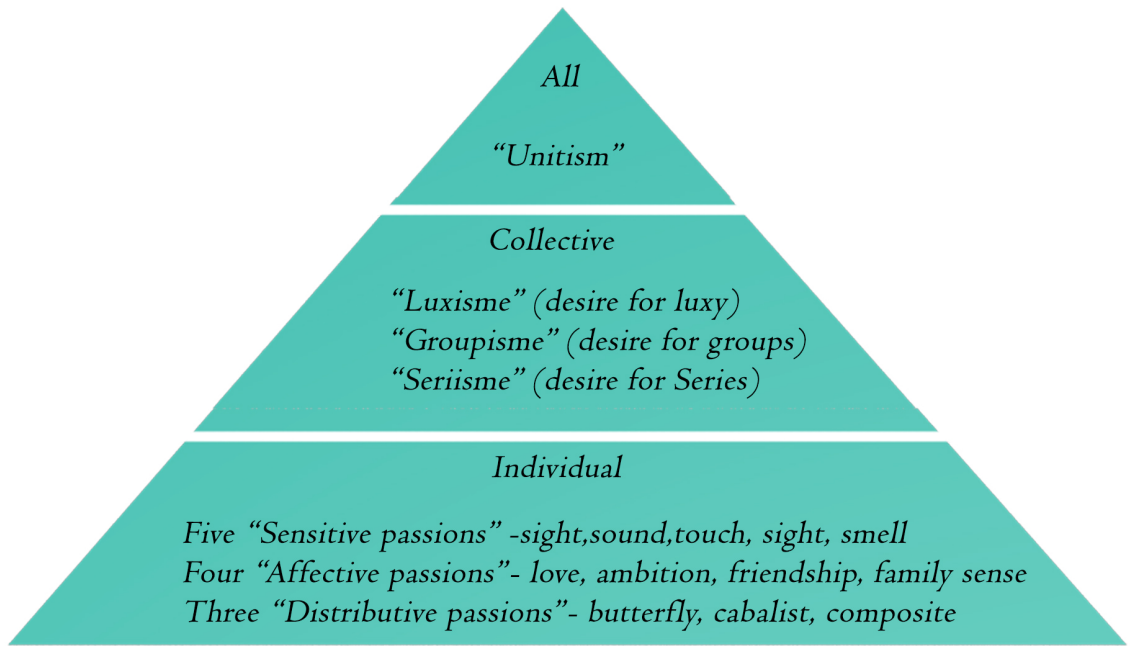 All
“Unitism”
Collective
“Luxisme” (desire for luxy)
“Groupisme” (desire for groups)
“Seriisme” (desire for Series)
Individual
Five “Sensitive passions” -sight,sound,touch, sight, smell
Four “Affective passions”- love, ambition, friendship, family sense
Three “Distributive passions”- butterfly, cabalist, composite